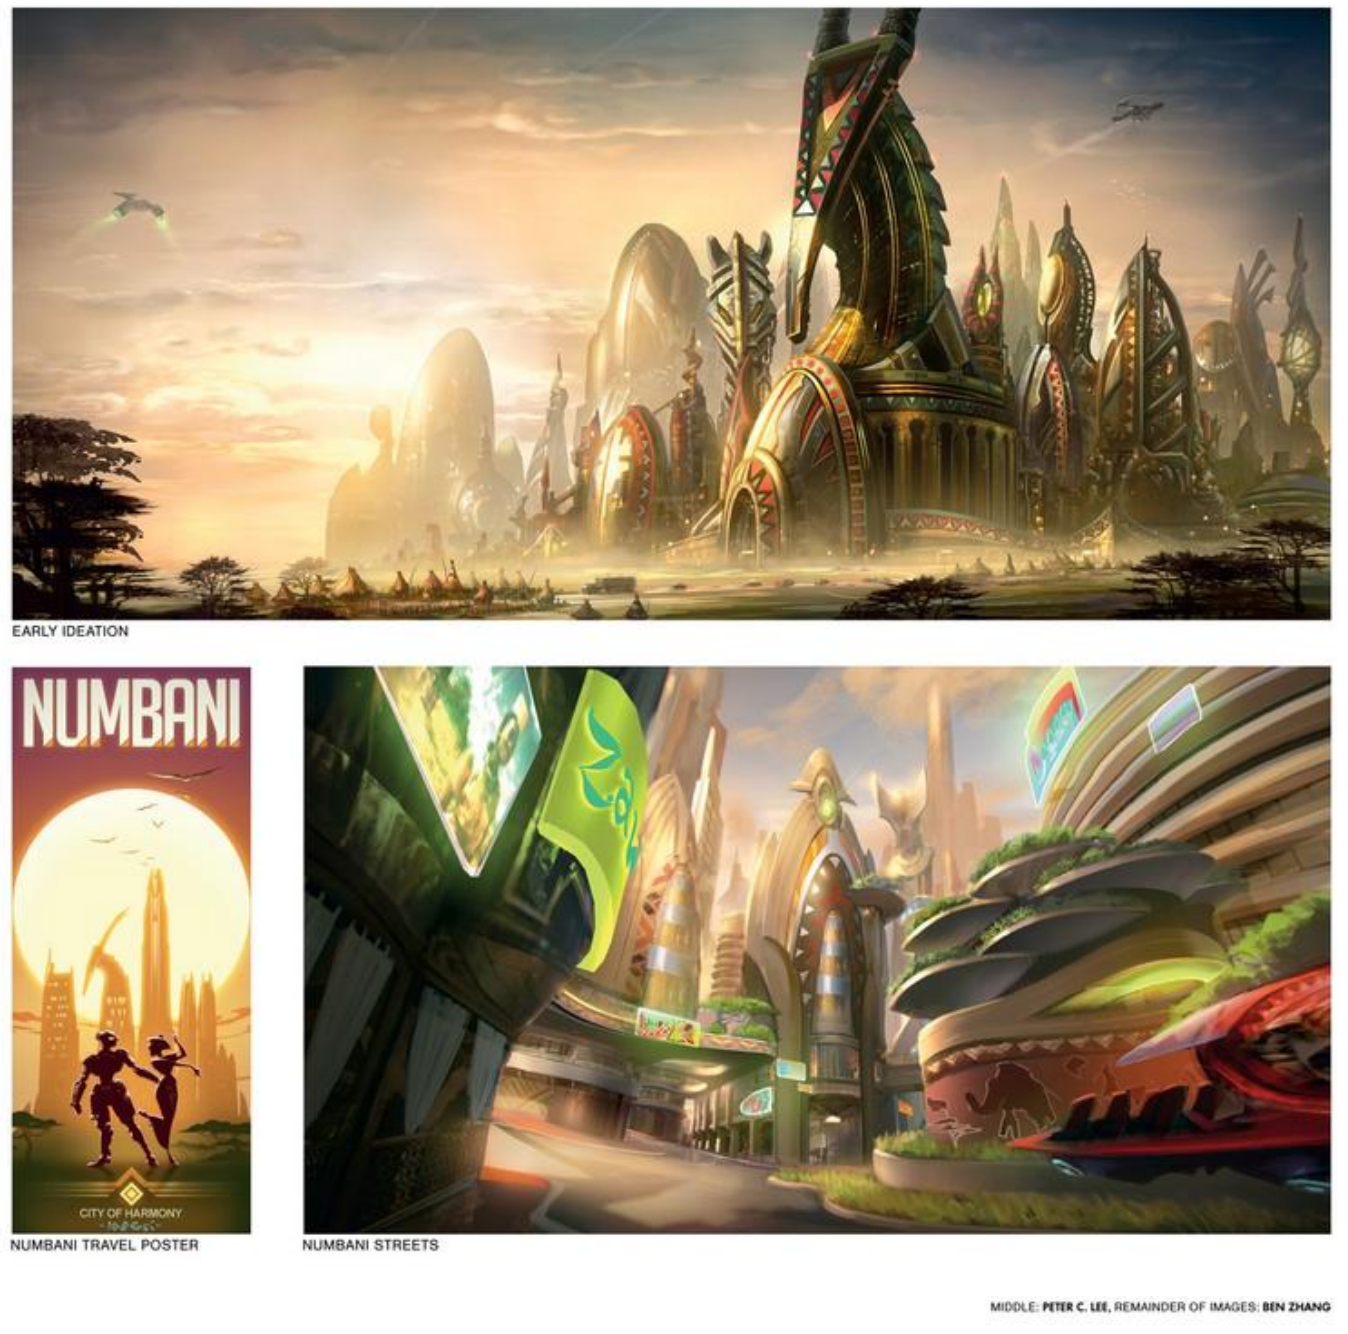 EARLY IDEATION
NUMBANI
CITY OF HARMONY
NUMBANI TRAVEL POSTER
NUMBANI STREETS
MIDDLE: PETER C. LEE, REMAINDER OF IMAGES: BEN ZHANG